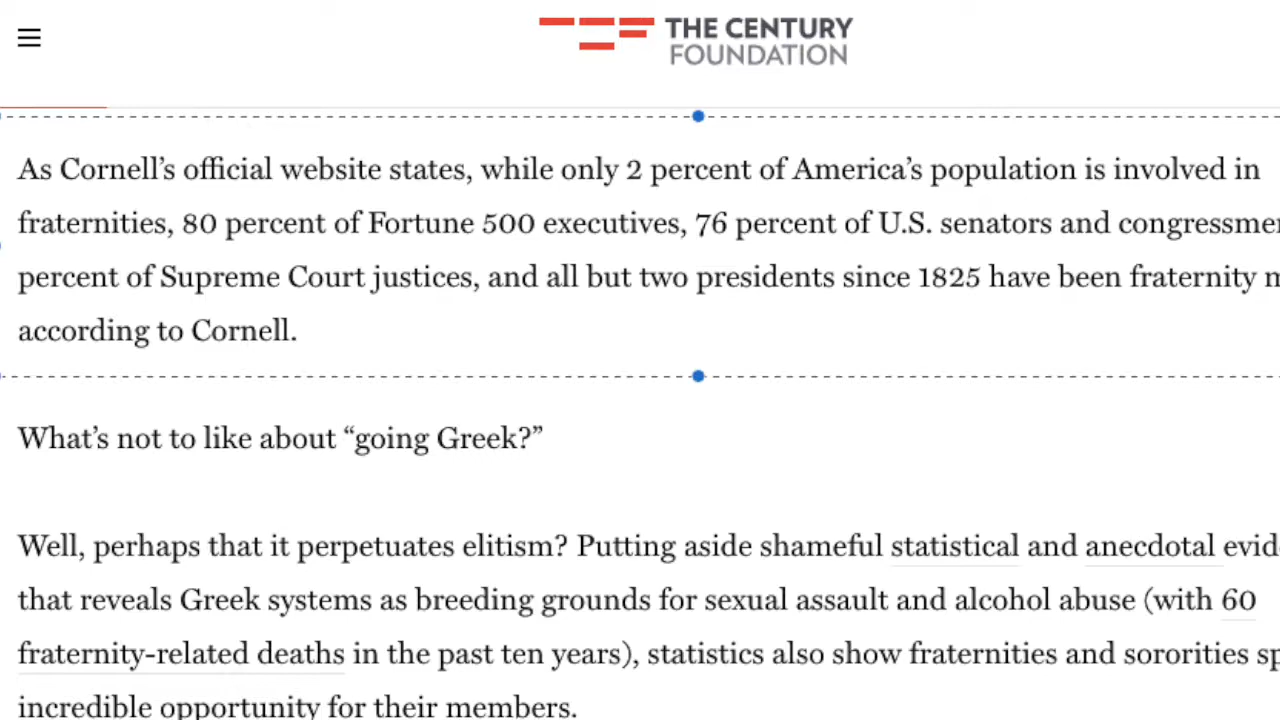 THE CENTURY
FOUNDATION
As Cornell’s official website states, while only 2 percent of America’s population is involved in
fraternities, 80 percent of Fortune 500 executives, 76 percent of U.S. senators and
percent of Supreme Court justices, and all but two presidents since 1825 have been fraternity
according to Cornell.
What’s not to like about “going Greek?”
Well, perhaps that it perpetuates elitism? Putting aside shameful statistical and anecdotal
that reveals Greek systems as breeding grounds for sexual assault and alcohol abuse (with 60
fraternity-related deaths in the past ten years), statistics also show fraternities and sororities
incredible opportunity for their members.